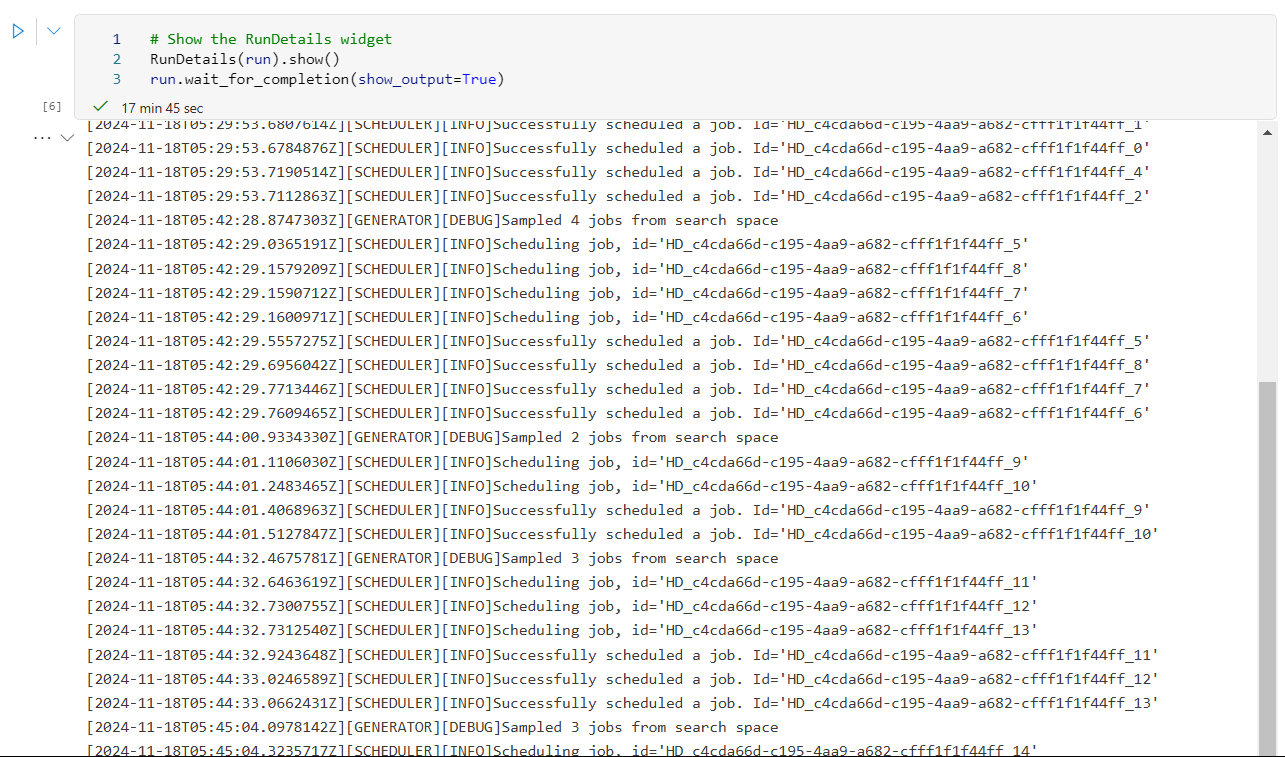 1 # Show the RunDetails widget
2 RunDetails(run).show()
3 run.wait_for_completion(show_output=True)
[6] 17 min 45 sec
[2024-11-18T05:29:53.6807614Z][SCHEDULER][INFO]Successfully scheduled a job. Id='HD_c4cda66d-c195-4aa9-a682-cfff1f1f44ff_1'
[2024-11-18T05:29:53.6784876Z][SCHEDULER][INFO]Successfully scheduled a job. Id='HD_c4cda66d-c195-4aa9-a682-cfff1f1f44ff_0'
[2024-11-18T05:29:53.7190514Z][SCHEDULER][INFO]Successfully scheduled a job. Id='HD_c4cda66d-c195-4aa9-a682-cfff1f1f44ff_4'
[2024-11-18T05:29:53.7112863Z][SCHEDULER][INFO]Successfully scheduled a job. Id='HD_c4cda66d-c195-4aa9-a682-cfff1f1f44ff_2'
[2024-11-18T05:42:28.8747303Z][GENERATOR][DEBUG]Sampled 4 jobs from search space
[2024-11-18T05:42:29.0365191Z][SCHEDULER][INFO]Scheduling job, id='HD_c4cda66d-c195-4aa9-a682-cfff1f1f44ff_5'
[2024-11-18T05:42:29.1579209Z][SCHEDULER][INFO]Scheduling job, id='HD_c4cda66d-c195-4aa9-a682-cfff1f1f44ff_8'
[2024-11-18T05:42:29.1590712Z][SCHEDULER][INFO]Scheduling job, id='HD_c4cda66d-c195-4aa9-a682-cfff1f1f44ff_7'
[2024-11-18T05:42:29.1600971Z][SCHEDULER][INFO]Scheduling job, id='HD_c4cda66d-c195-4aa9-a682-cfff1f1f44ff_6'
[2024-11-18T05:42:29.5557275Z][SCHEDULER][INFO]Successfully scheduled a job. Id='HD_c4cda66d-c195-4aa9-a682-cfff1f1f44ff_5'
[2024-11-18T05:42:29.6956042Z][SCHEDULER][INFO]Successfully scheduled a job. Id='HD_c4cda66d-c195-4aa9-a682-cfff1f1f44ff_8'
[2024-11-18T05:42:29.7713446Z][SCHEDULER][INFO]Successfully scheduled a job. Id='HD_c4cda66d-c195-4aa9-a682-cfff1f1f44ff_7'
[2024-11-18T05:42:29.7609465Z][SCHEDULER][INFO]Successfully scheduled a job. Id='HD_c4cda66d-c195-4aa9-a682-cfff1f1f44ff_6'
[2024-11-18T05:44:00.9334330Z][GENERATOR][DEBUG]Sampled 2 jobs from search space
[2024-11-18T05:44:01.1106030Z][SCHEDULER][INFO]Scheduling job, id='HD_c4cda66d-c195-4aa9-a682-cfff1f1f44ff_9'
[2024-11-18T05:44:01.2483465Z][SCHEDULER][INFO]Scheduling job, id='HD_c4cda66d-c195-4aa9-a682-cfff1f1f44ff_10'
[2024-11-18T05:44:01.4068963Z][SCHEDULER][INFO]Successfully scheduled a job. Id='HD_c4cda66d-c195-4aa9-a682-cfff1f1f44ff_9'
[2024-11-18T05:44:01.5127847Z][SCHEDULER][INFO]Successfully scheduled a job. Id='HD_c4cda66d-c195-4aa9-a682-cfff1f1f44ff_10'
[2024-11-18T05:44:32.4675781Z][GENERATOR][DEBUG]Sampled 3 jobs from search space
[2024-11-18T05:44:32.6463619Z][SCHEDULER][INFO]Scheduling job, id='HD_c4cda66d-c195-4aa9-a682-cfff1f1f44ff_11'
[2024-11-18T05:44:32.7300755Z][SCHEDULER][INFO]Scheduling job, id='HD_c4cda66d-c195-4aa9-a682-cfff1f1f44ff_12'
[2024-11-18T05:44:32.7312540Z][SCHEDULER][INFO]Scheduling job, id='HD_c4cda66d-c195-4aa9-a682-cfff1f1f44ff_13'
[2024-11-18T05:44:32.9243648Z][SCHEDULER][INFO]Successfully scheduled a job. Id='HD_c4cda66d-c195-4aa9-a682-cfff1f1f44ff_11'
[2024-11-18T05:44:33.0246589Z][SCHEDULER][INFO]Successfully scheduled a job. Id='HD_c4cda66d-c195-4aa9-a682-cfff1f1f44ff_12'
[2024-11-18T05:44:33.0662431Z][SCHEDULER][INFO]Successfully scheduled a job. Id='HD_c4cda66d-c195-4aa9-a682-cfff1f1f44ff_13'
[2024-11-18T05:45:04.0978142Z][GENERATOR][DEBUG]Sampled 3 jobs from search space
[2024-11-18T05:45:04.3235717Z][SCHEDULER][INFO]Scheduling job, id='HD_c4cda66d-c195-4aa9-a682-cfff1f1f44ff_14'